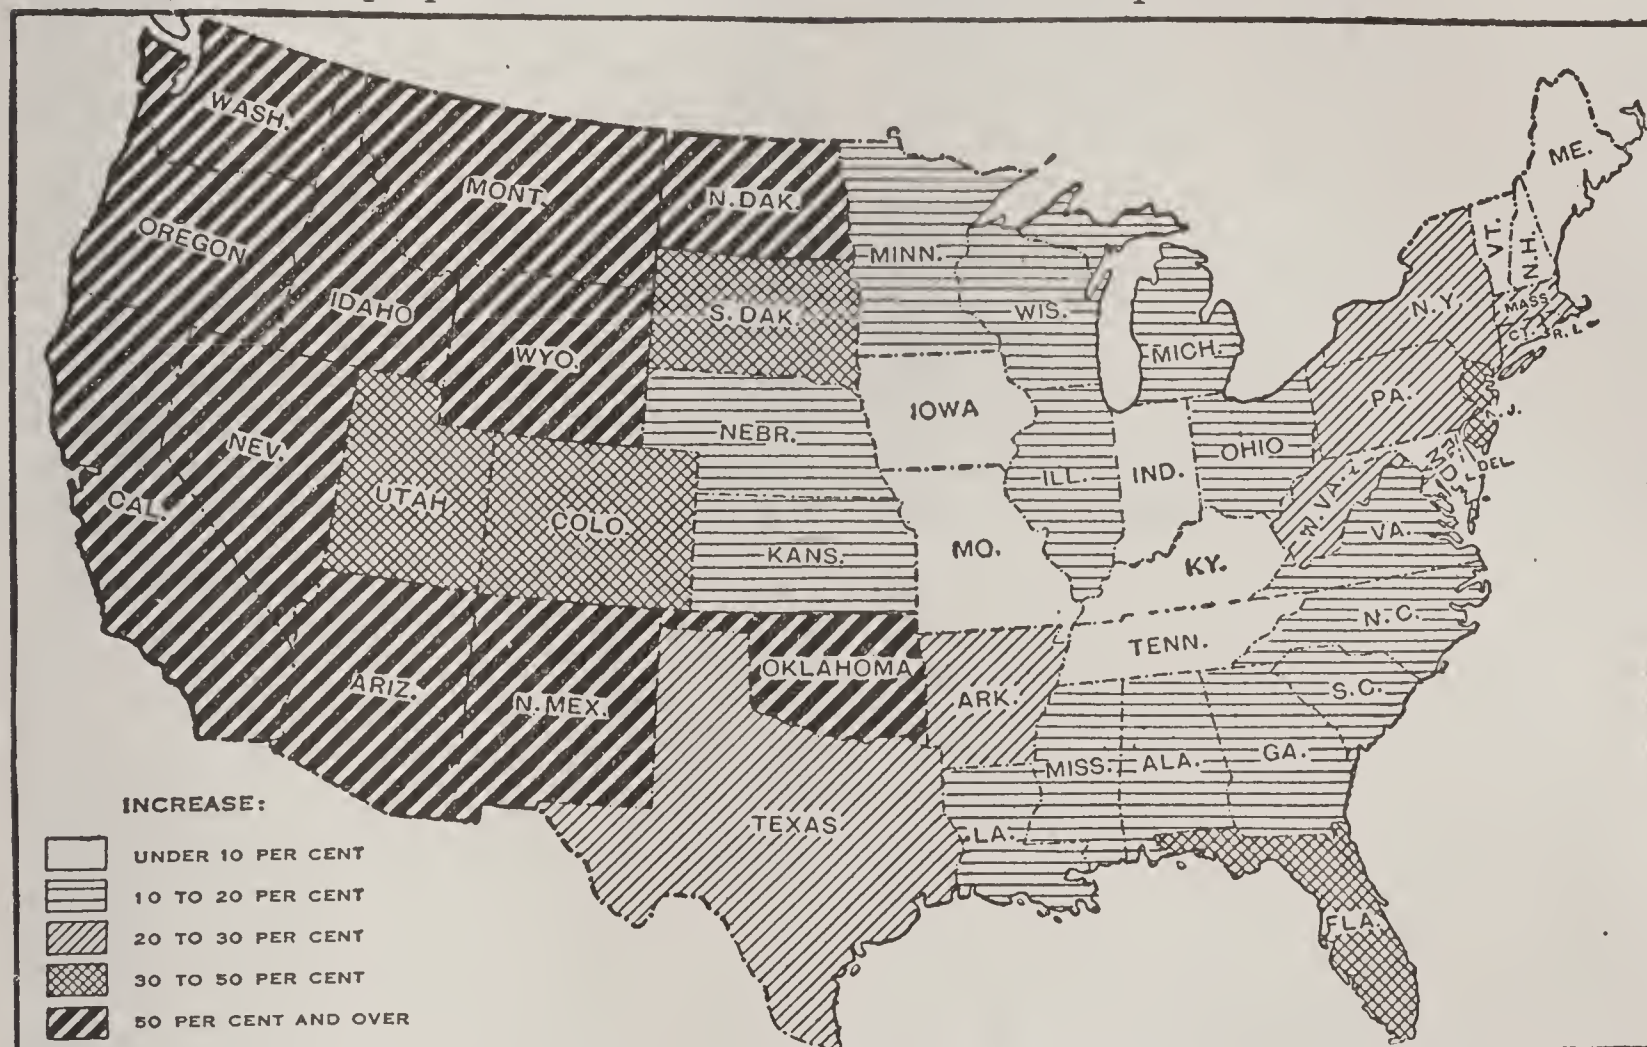 WASH.
MONT.
N.DAK.
OREGON
IDAHO
WYO.
S.DAK.
MINN.
WIS.
MICH.
ME.
VT.
N.H.
N.Y.
MASS
CT.
R.I.
NEV.
CAL.
UTAH
COLO.
NEBR.
KANS.
IOWA
MO.
ILL.
IND.
OHIO
PA.
N.J.
MD.
DEL.
W.VA.
VA.
KY.
TENN.
N.C.
S.C.
ARIZ.
N.MEX.
OKLAHOMA
ARK.
TEXAS
LA.
MISS.
ALA.
GA.
FLA.
INCREASE:
UNDER 10 PER CENT
10 TO 20 PER CENT
20 TO 30 PER CENT
30 TO 50 PER CENT
50 PER CENT AND OVER